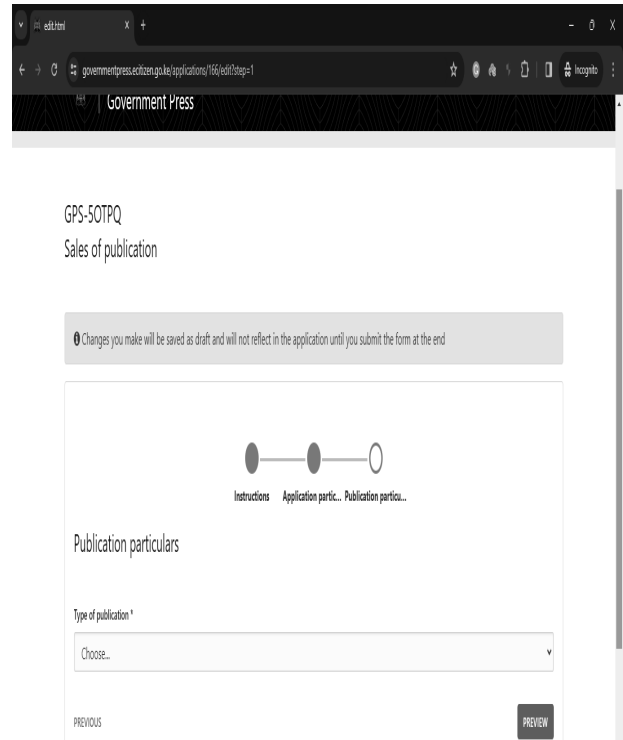 edit.html
governmentpress.ecitizen.go.ke/applications/166/edit?step=1
Incognito
Government Press
GPS-5OTPQ
Sales of publication
Changes you make will be saved as draft and will not reflect in the application until you submit the form at the end
Instructions Application partic... Publication particu...
Publication particulars
Type of publication *
Choose...
PREVIOUS PREVIEW